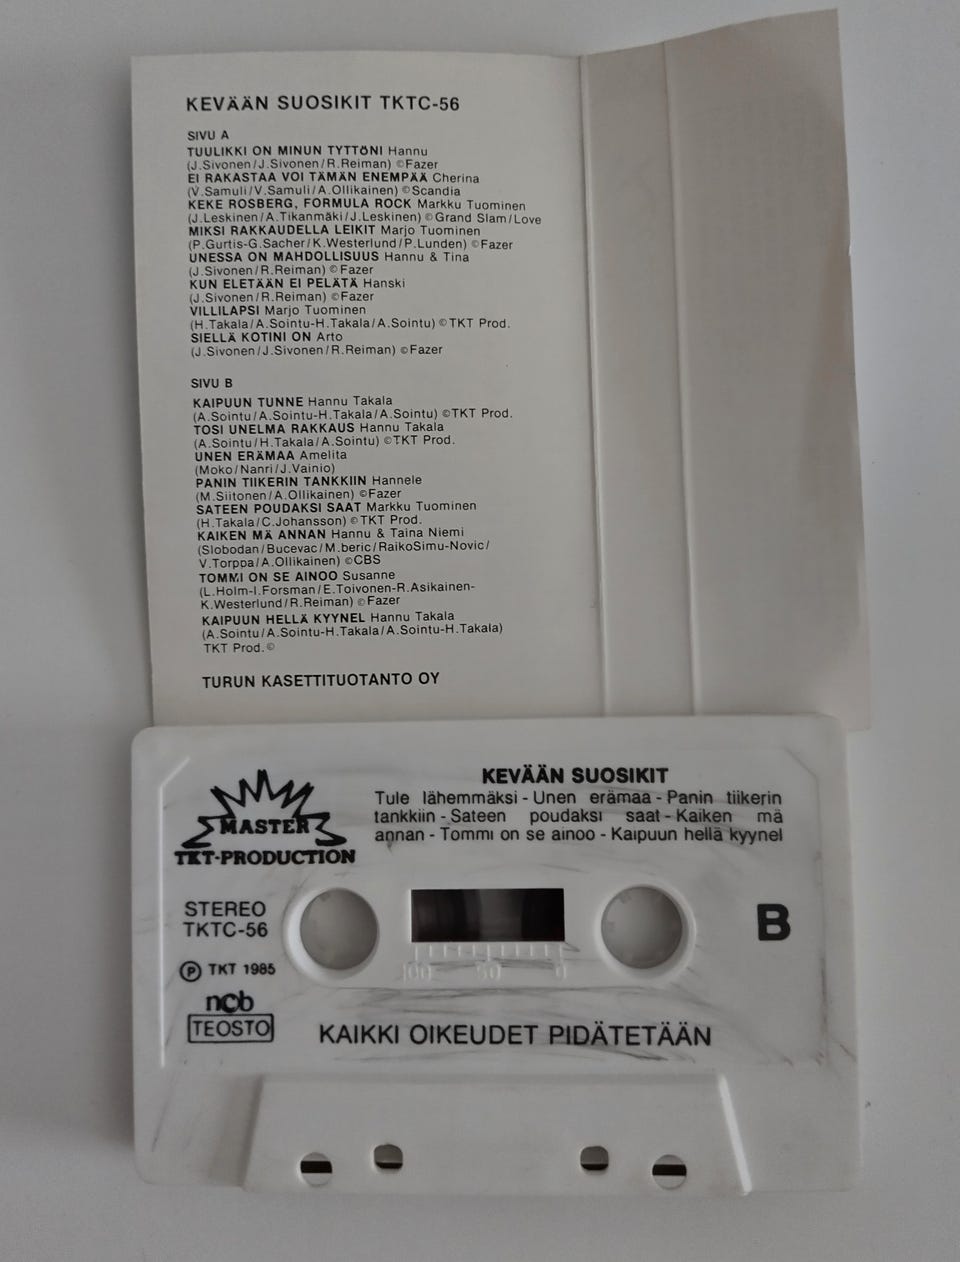 KEVÄÄN SUOSIKIT TKTC-56
SIVU A
TUULIKKI ON MINUN TYTTÖNI Hannu
(J.Sivonen/J.Sivonen/R.Reiman) ©Fazer
EI RAKASTAA VOI TÄMÄN ENEMPÄÄ Cherina
(V.Samuli/V.Samuli/A.Ollikainen) ©Scandia
KEKE ROSBERG, FORMULA ROCK Markku Tuominen
(J.Leskinen/A.Tikanmäki/J.Leskinen) ©Grand Slam/Love
MIKSI RAKKAUDELLA LEIKIT Marjo Tuominen
(P.Gurtis-G.Sacher/K.Westerlund/P.Lunden) ©Fazer
UNESSA ON MAHDOLLISUUS Hannu & Tina
(J.Sivonen/R.Reiman) ©Fazer
KUN ELETÄÄN EI PELÄTÄ Hanski
(J.Sivonen/R.Reiman) ©Fazer
VILLILAPSI Marjo Tuominen
(H.Takala/A.Sointu-H.Takala/A.Sointu) ©TKT Prod.
SIELLÄ KOTINI ON Arto
(J.Sivonen/J.Sivonen/R.Reiman) ©Fazer
SIVU B
KAIPUUN TUNNE Hannu Takala
(A.Sointu/A.Sointu-H.Takala/A.Sointu) ©TKT Prod.
TOSI UNELMA RAKKAUS Hannu Takala
(A.Sointu/H.Takala/A.Sointu) ©TKT Prod.
UNEN ERÄMAA Amelita
(Moko/Nanri/J.Vainio)
PANIN TIIKERIN TANKKIIN Hannele
(M.Siitonen/A.Ollikainen) ©Fazer
SATEEN POUDAKSI SAAT Markku Tuominen
(H.Takala/C.Johansson) ©TKT Prod.
KAIKEN MÄ ANNAN Hannu & Taina Niemi
(Slobodan/Bucevac/M.beric/RaikoSimu-Novic/
V.Torppa/A.Ollikainen) ©CBS
TOMMI ON SE AINOO Susanne
(L.Holm-I.Forsman/E.Toivonen-R.Asikainen-
K.Westerlund/R.Reiman) ©Fazer
KAIPUUN HELLÄ KYYNEL Hannu Takala
(A.Sointu/A.Sointu-H.Takala/A.Sointu-H.Takala)
TKT Prod.©
TURUN KASETTITUOTANTO OY
MASTER
TKT-PRODUCTION
KEVÄÄN SUOSIKIT
Tule lähemmäksi - Unen erämaa - Panin tiikerin
tankkiin - Sateen poudaksi saat - Kaiken mä
annan - Tommi on se ainoo - Kaipuun hellä kyynel
STEREO
TKTC-56
Ⓟ TKT 1985
ncb
TEOSTO
100 50 0
B
KAIKKI OIKEUDET PIDÄTETÄÄN